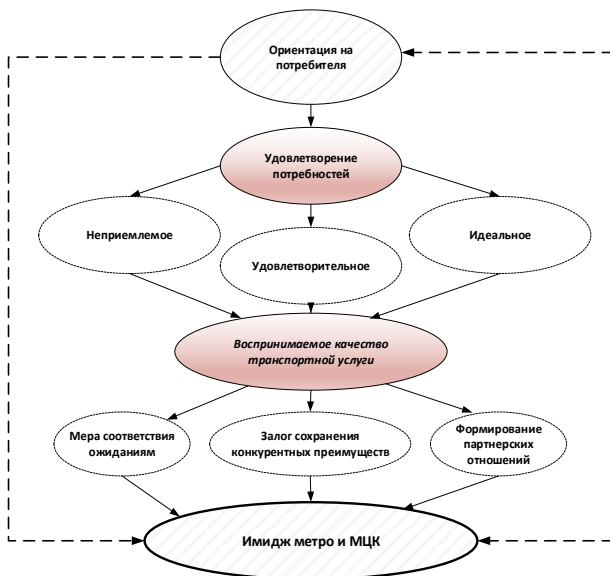 Ориентация на
потребителя
Удовлетворение
потребностей
Неприемлемое
Удовлетворительное
Идеальное
Воспринимаемое качество
транспортной услуги
Мера соответствия
ожиданиям
Залог сохранения
конкурентных преимуществ
Формирование
партнерских
отношений
Имидж метро и МЦК